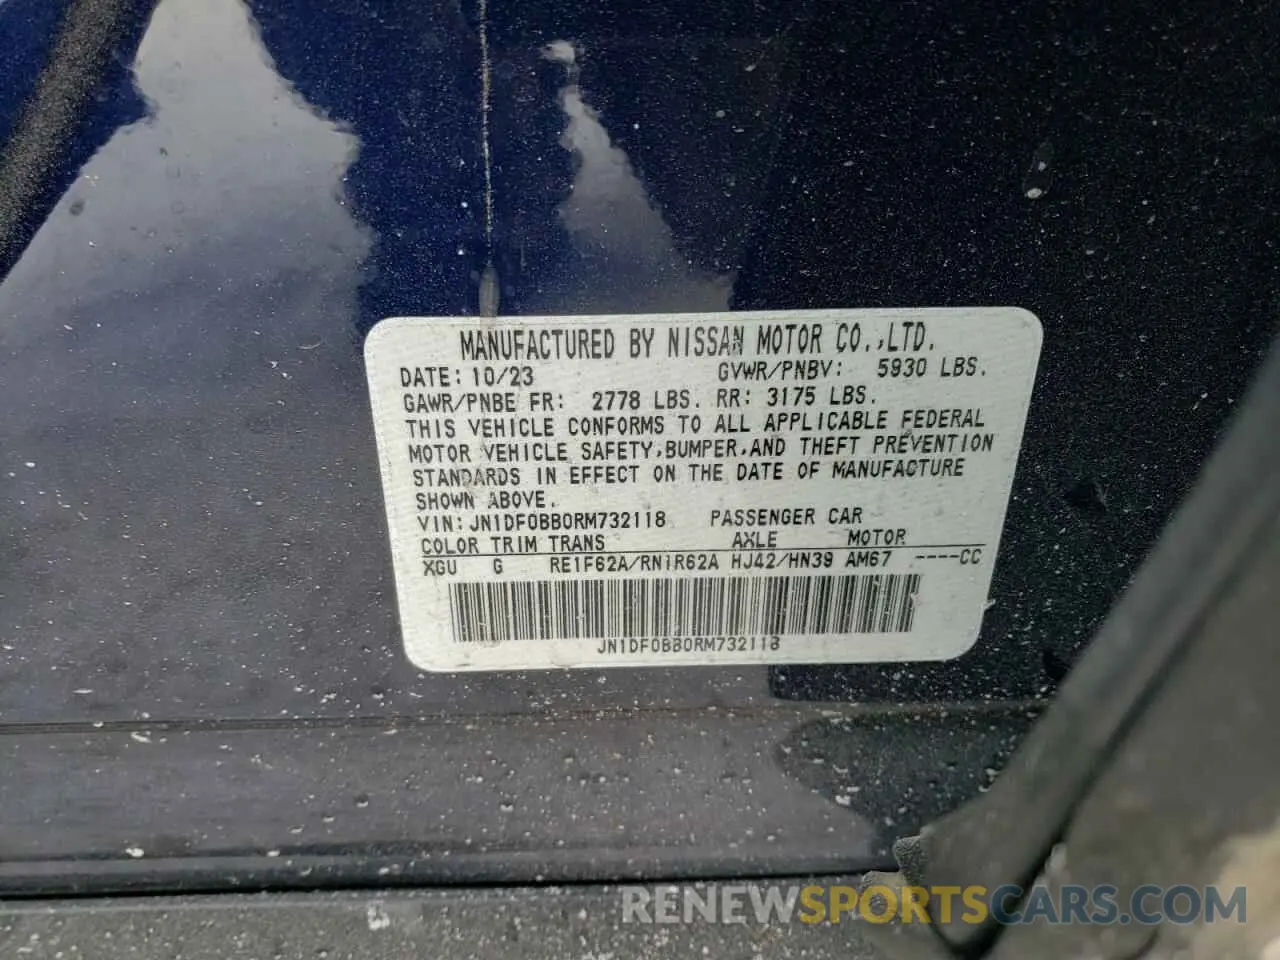 MANUFACTURED BY NISSAN MOTOR CO.,LTD.
DATE: 10/23 GVWR/PNBV: 5930 LBS.
GAWR/PNBE FR: 2778 LBS. RR: 3175 LBS.
THIS VEHICLE CONFORMS TO ALL APPLICABLE FEDERAL
MOTOR VEHICLE SAFETY,BUMPER,AND THEFT PREVENTION
STANDARDS IN EFFECT ON THE DATE OF MANUFACTURE
SHOWN ABOVE.
VIN: JN1DF0BB0RM732118 PASSENGER CAR
COLOR TRIM TRANS AXLE MOTOR
XGU G RE1F62A/RN1R62A HJ42/HN39 AM67 ----CC
JN1DF0BB0RM732118
RENEWSPORTSCARS.COM